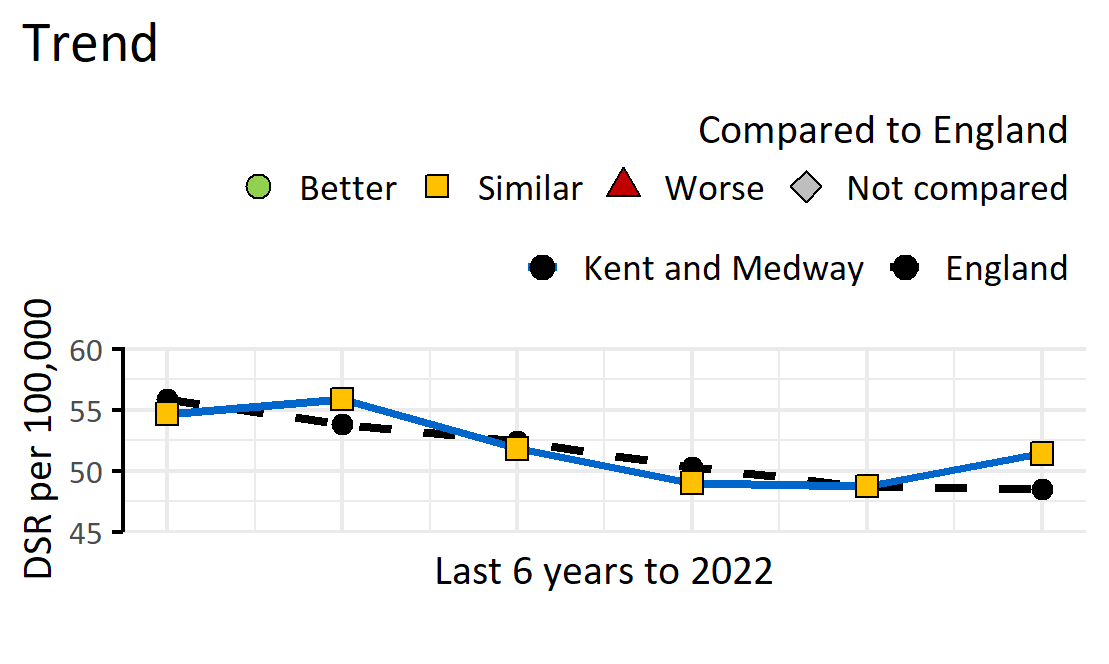 Trend
Compared to England
Better Similar Worse Not compared
Kent and Medway England
DSR per 100,000
60
55
50
45
Last 6 years to 2022